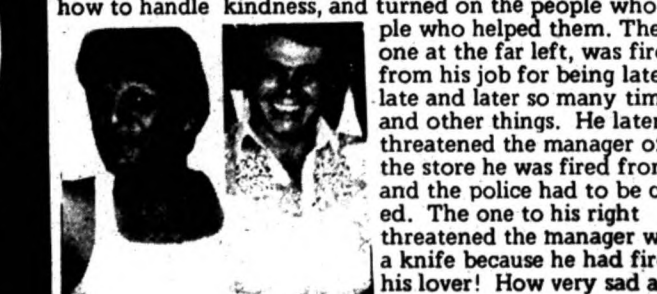 how to handle kindness, and turned on the people who
ple who helped them. The
one at the far left, was fire
from his job for being late
late and later so many tim
and other things. He later
threatened the manager o
the store he was fired from
and the police had to be c
ed. The one to his right
threatened the manager w
a knife because he had fire
his lover! How very sad a